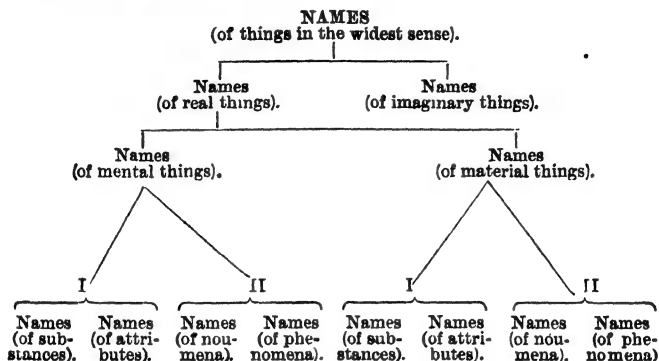 NAMES
(of things in the widest sense).
Names Names
(of real things). (of imaginary things).
Names Names
(of mental things). (of material things).
I II I II
Names Names Names Names Names Names Names Names
(of sub- (of attri- (of nou- (of phe- (of sub- (of attri- (of nóu- (of phe-
stances). butes). mena). nomena). stances). butes). mena). nomena.